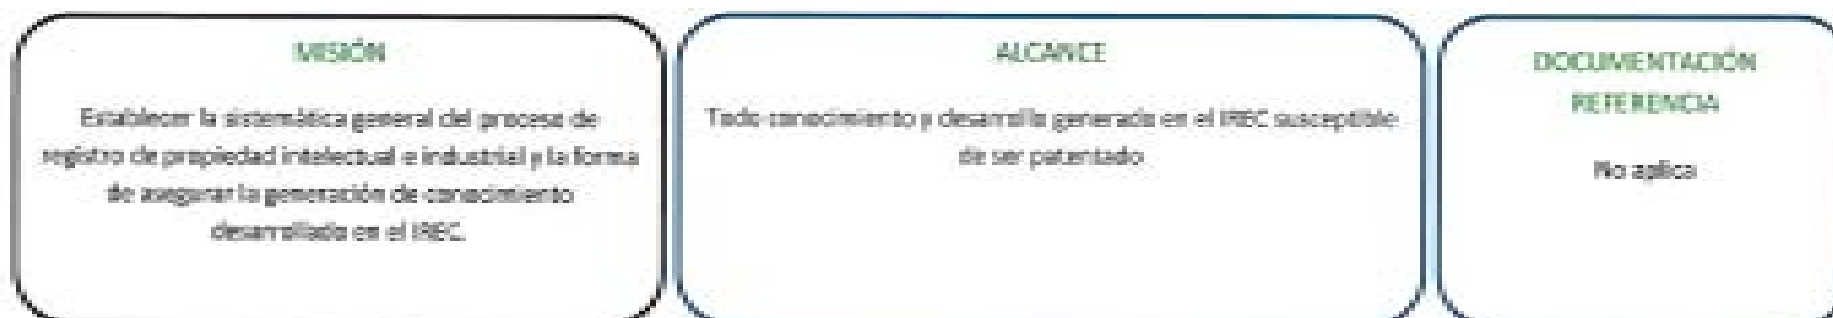 MISIÓN
Establecer la sistemática general del proceso de
registro de propiedad intelectual e industrial y la forma
de asegurar la generación de conocimiento
desarrollado en el IREC.
ALCANCE
Todo conocimiento y desarrollo generado en el IREC susceptible
de ser patentado
DOCUMENTACIÓN
REFERENCIA
No aplica